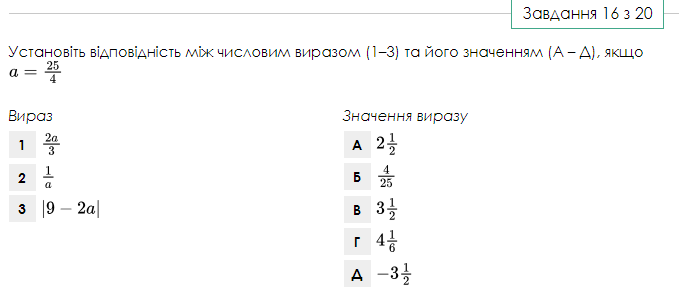 Завдання 16 з 20
Установіть відповідність між числовим виразом (1–3) та його значенням (А – Д), якщо
a = 25/4
Вираз
1 2a/3
2 1/a
3 |9 − 2a|
Значення виразу
А 2 1/2
Б 4/25
В 3 1/2
Г 4 1/6
Д −3 1/2